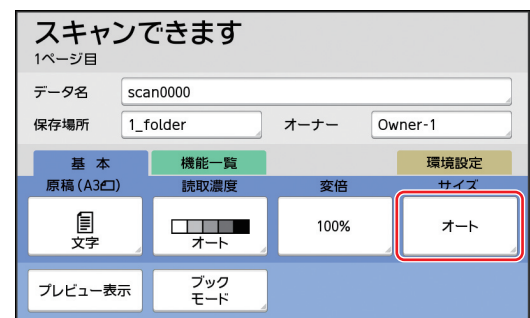 スキャンできます
1ページ目
データ名 scan0000
保存場所 1_folder オーナー Owner-1
基本 機能一覧 環境設定
原稿(A3) 読取濃度 変倍 サイズ
文字 オート 100% オート
プレビュー表示 ブック
モード